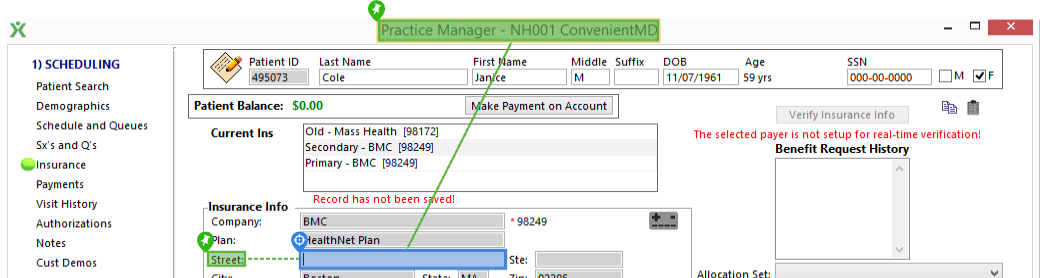 Practice Manager - NH001 ConvenientMD
1) SCHEDULING
Patient Search
Demographics
Schedule and Queues
Sx's and Q's
Insurance
Payments
Visit History
Authorizations
Notes
Cust Demos
Patient ID Last Name First Name Middle Suffix DOB Age SSN
495073 Cole Janice M 11/07/1961 59 yrs 000-00-0000 M F
Patient Balance: $0.00 Make Payment on Account
Verify Insurance Info
The selected payer is not setup for real-time verification!
Current Ins
Old - Mass Health [98172]
Secondary - BMC [98249]
Primary - BMC [98249]
Benefit Request History
Record has not been saved!
Insurance Info
Company: BMC * 98249
Plan: HealthNet Plan
Street: Ste:
City: Boston State: MA Zip: 02205
Allocation Set: